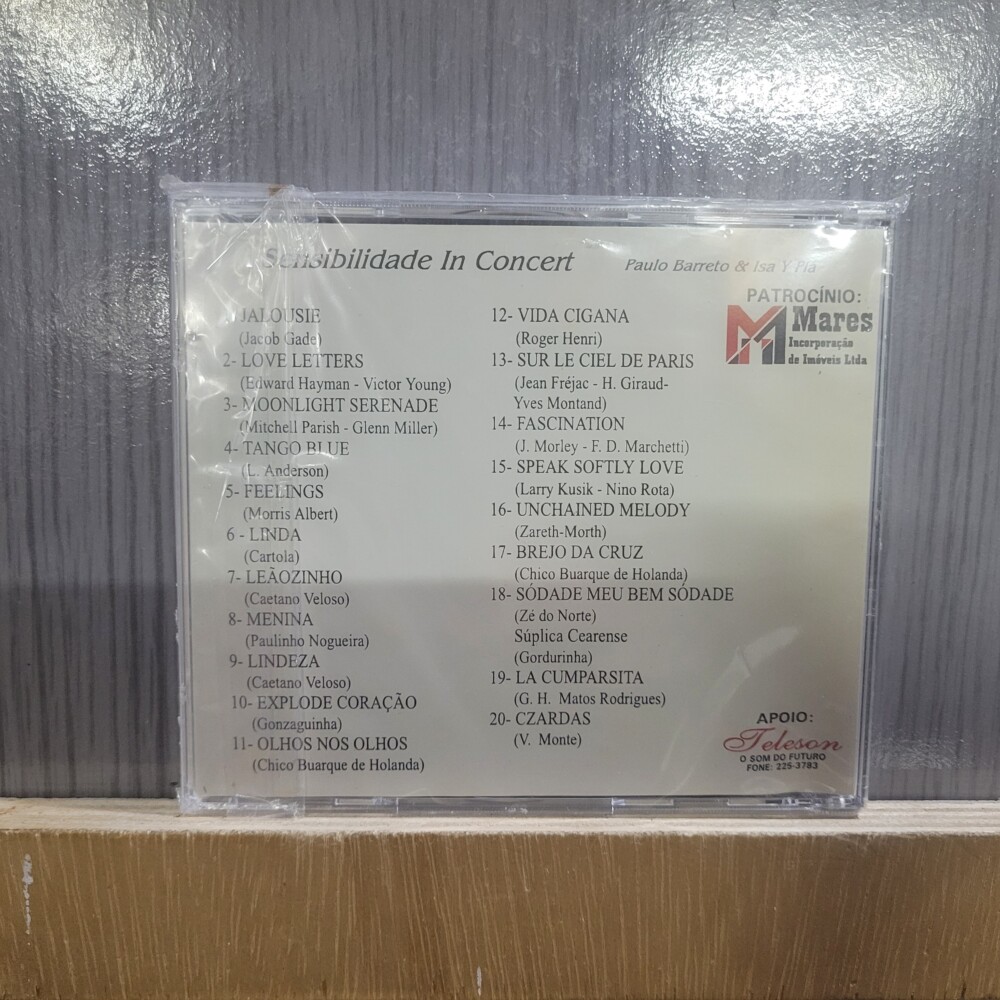 Sensibilidade In Concert
Paulo Barreto & Isa Y Plá
JALOUSIE
(Jacob Gade)
2- LOVE LETTERS
(Edward Hayman - Victor Young)
3- MOONLIGHT SERENADE
(Mitchell Parish - Glenn Miller)
4- TANGO BLUE
(L. Anderson)
5- FEELINGS
(Morris Albert)
6 - LINDA
(Cartola)
7- LEÃOZINHO
(Caetano Veloso)
8- MENINA
(Paulinho Nogueira)
9- LINDEZA
(Caetano Veloso)
10- EXPLODE CORAÇÃO
(Gonzaguinha)
11- OLHOS NOS OLHOS
(Chico Buarque de Holanda)
12- VIDA CIGANA
(Roger Henri)
13- SUR LE CIEL DE PARIS
(Jean Fréjac - H. Giraud-
Yves Montand)
14- FASCINATION
(J. Morley - F. D. Marchetti)
15- SPEAK SOFTLY LOVE
(Larry Kusik - Nino Rota)
16- UNCHAINED MELODY
(Zareth-Morth)
17- BREJO DA CRUZ
(Chico Buarque de Holanda)
18- SÓDADE MEU BEM SÓDADE
(Zé do Norte)
Súplica Cearense
(Gordurinha)
19- LA CUMPARSITA
(G. H. Matos Rodrigues)
20- CZARDAS
(V. Monte)
PATROCÍNIO:
Mares
Incorporação
de Imóveis Ltda
APOIO:
Teleson
O SOM DO FUTURO
FONE: 225-3783